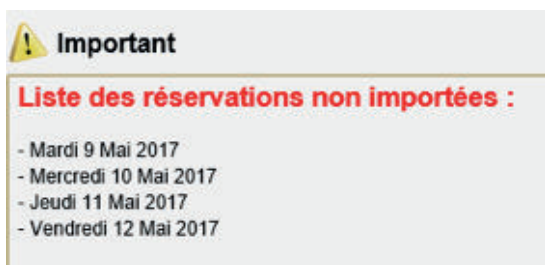 Important
Liste des réservations non importées :
- Mardi 9 Mai 2017
- Mercredi 10 Mai 2017
- Jeudi 11 Mai 2017
- Vendredi 12 Mai 2017